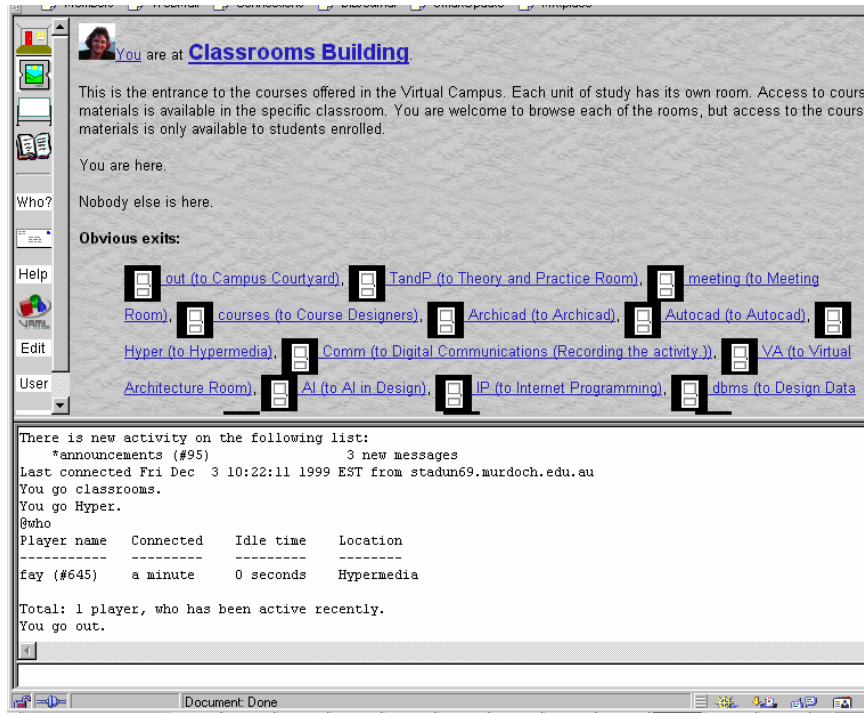 You are at Classrooms Building.
This is the entrance to the courses offered in the Virtual Campus. Each unit of study has its own room. Access to cours
materials is available in the specific classroom. You are welcome to browse each of the rooms, but access to the cours
materials is only available to students enrolled.
You are here.
Who?
Nobody else is here.
Obvious exits:
Help
out (to Campus Courtyard), TandP (to Theory and Practice Room), meeting (to Meeting
Room), courses (to Course Designers), Archicad (to Archicad), Autocad (to Autocad),
VRML
Edit
Hyper (to Hypermedia), Comm (to Digital Communications (Recording the activity.)), VA (to Virtual
User
Architecture Room), AI (to AI in Design), IP (to Internet Programming), dbms (to Design Data
There is new activity on the following list:
*announcements (#95) 3 new messages
Last connected Fri Dec 3 10:22:11 1999 EST from stadun69.murdoch.edu.au
You go classrooms.
You go Hyper.
@who
Player name Connected Idle time Location
----------- --------- --------- --------
fay (#645) a minute 0 seconds Hypermedia
Total: 1 player, who has been active recently.
You go out.
Document: Done